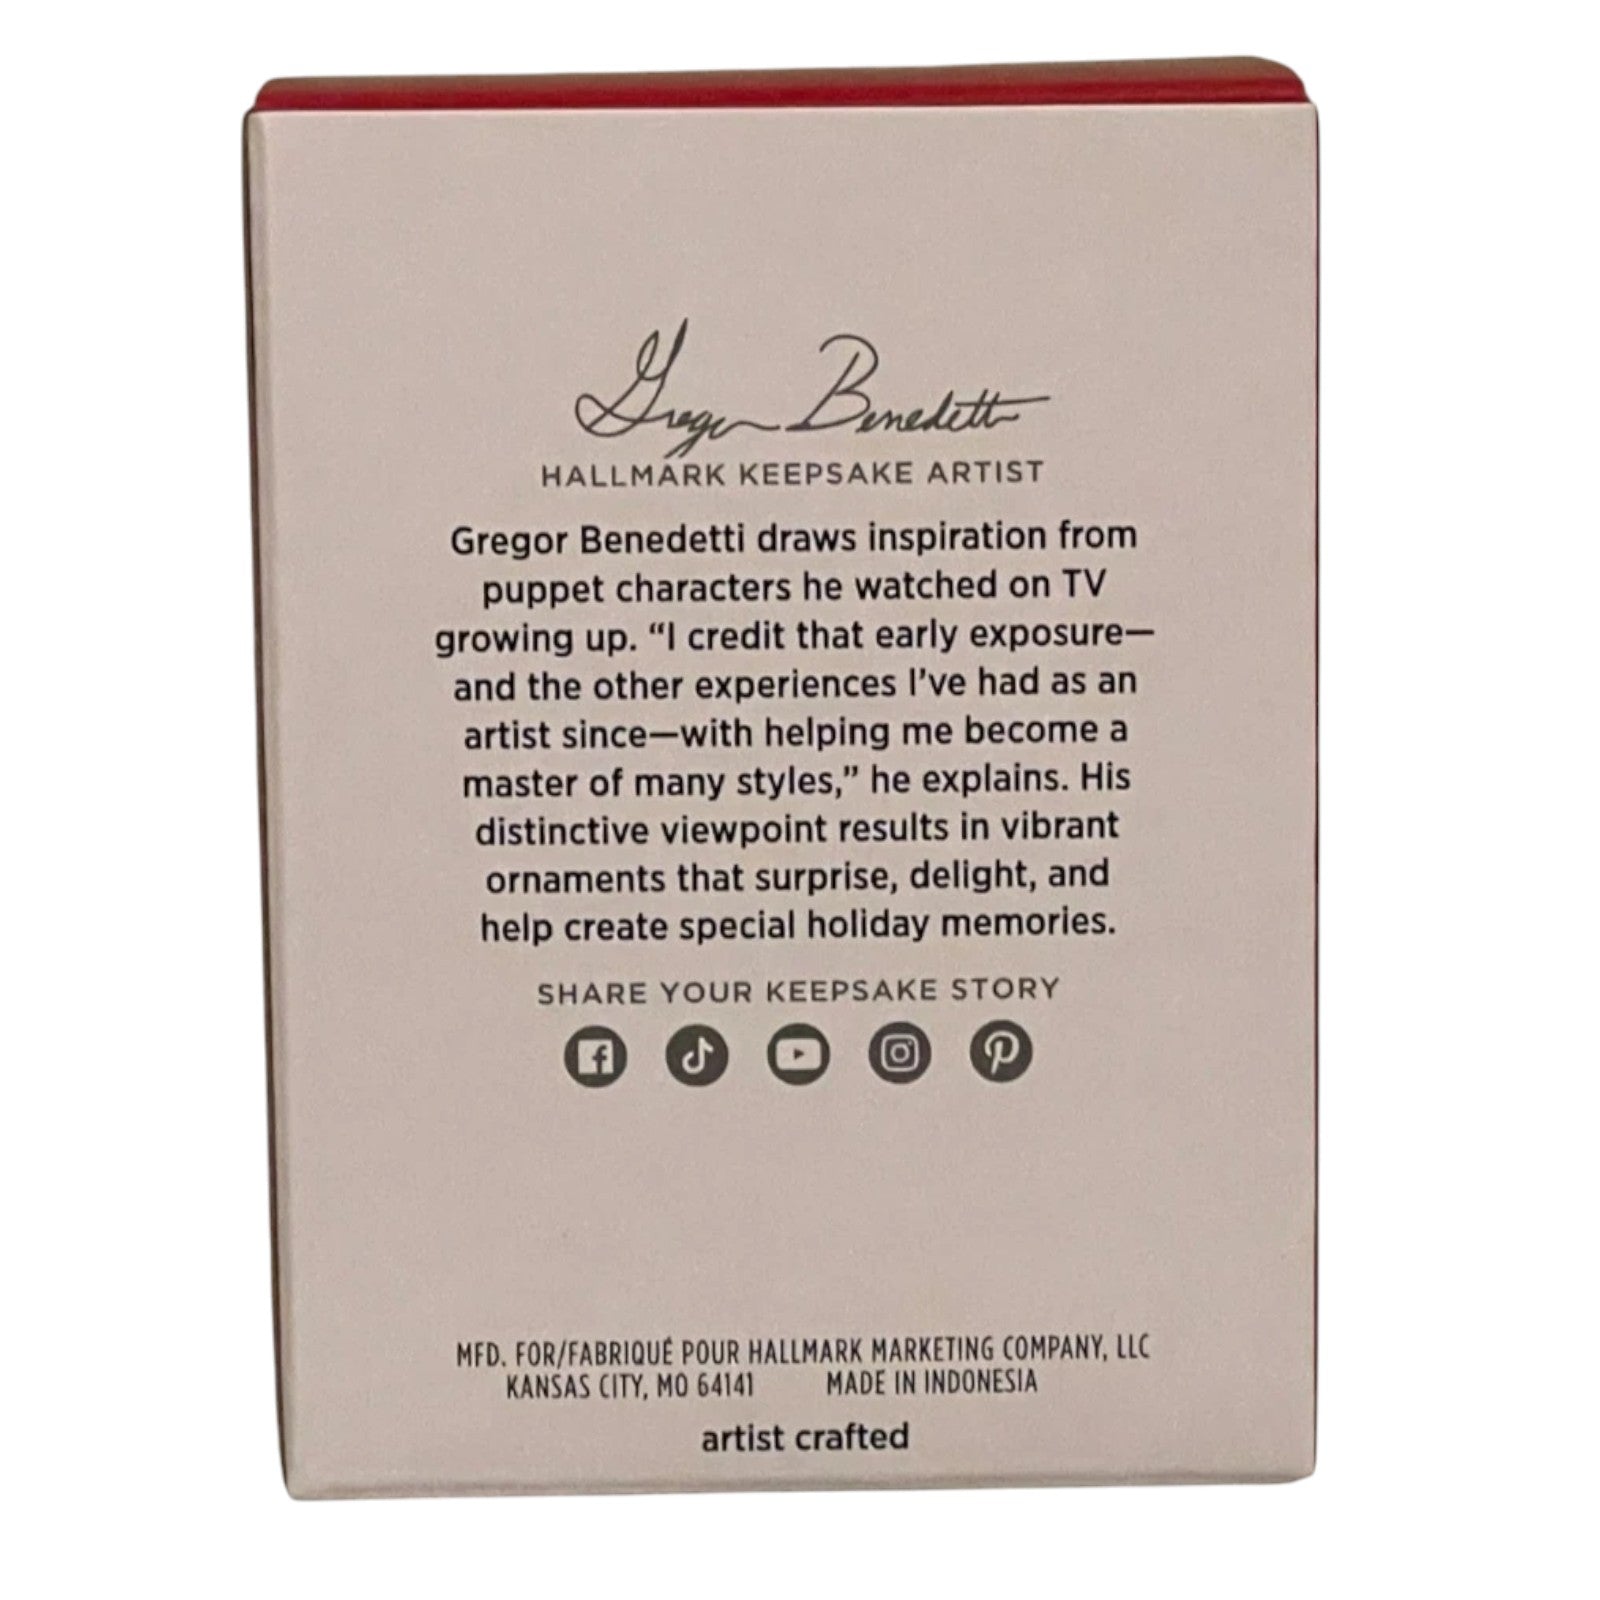 Gregor Benedetti
HALLMARK KEEPSAKE ARTIST
Gregor Benedetti draws inspiration from
puppet characters he watched on TV
growing up. “I credit that early exposure—
and the other experiences I’ve had as an
artist since—with helping me become a
master of many styles,” he explains. His
distinctive viewpoint results in vibrant
ornaments that surprise, delight, and
help create special holiday memories.
SHARE YOUR KEEPSAKE STORY
MFD. FOR/FABRIQUÉ POUR HALLMARK MARKETING COMPANY, LLC
KANSAS CITY, MO 64141 MADE IN INDONESIA
artist crafted